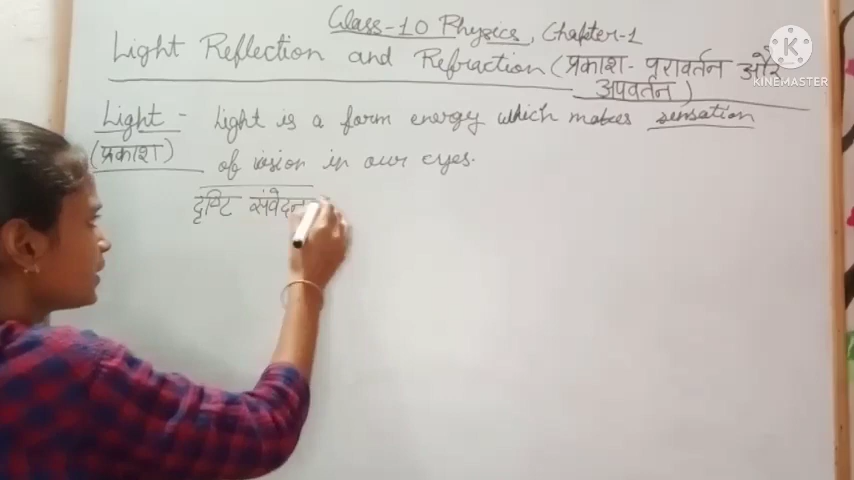 Class-10 Physics, Chapter-1
Light Reflection and Refraction (प्रकाश- परावर्तन और
अपवर्तन)
Light - Light is a form energy which makes sensation
(प्रकाश) of vision in our eyes.
दृष्टि संवेदन
KINEMASTER